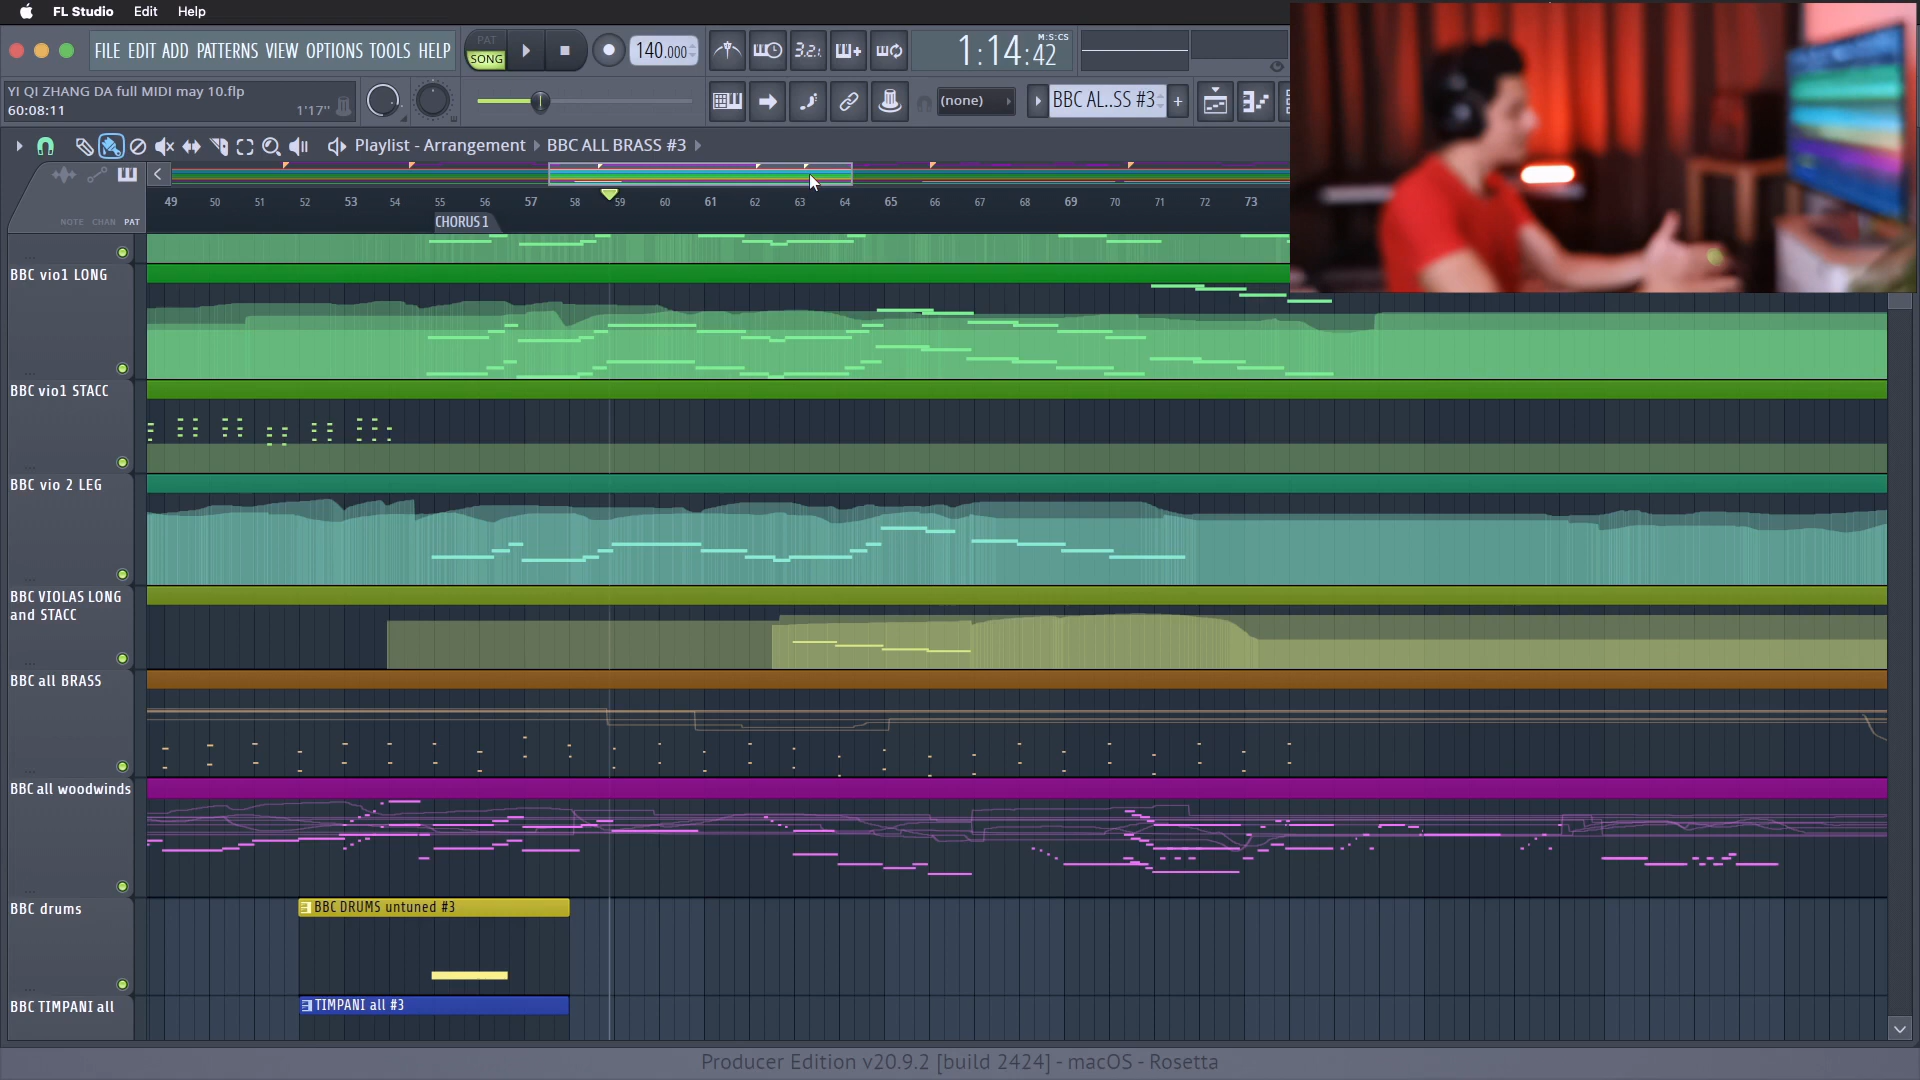 FL Studio Edit Help
FILE EDIT ADD PATTERNS VIEW OPTIONS TOOLS HELP
PAT
SONG
140.000
3.2.
1:14:42
M:S:CS
YI QI ZHANG DA full MIDI may 10.flp
60:08:11
1'17"
(none)
BBC AL..SS #3
Playlist - Arrangement BBC ALL BRASS #3
49 50 51 52 53 54 55 56 57 58 59 60 61 62 63 64 65 66 67 68 69 70 71 72 73
NOTE CHAN PAT
CHORUS1
BBC vio1 LONG
BBC vio1 STACC
BBC vio 2 LEG
BBC VIOLAS LONG
and STACC
BBC all BRASS
BBC all woodwinds
BBC drums
BBC DRUMS untuned #3
BBC TIMPANI all
TIMPANI all #3
Producer Edition v20.9.2 [build 2424] - macOS - Rosetta